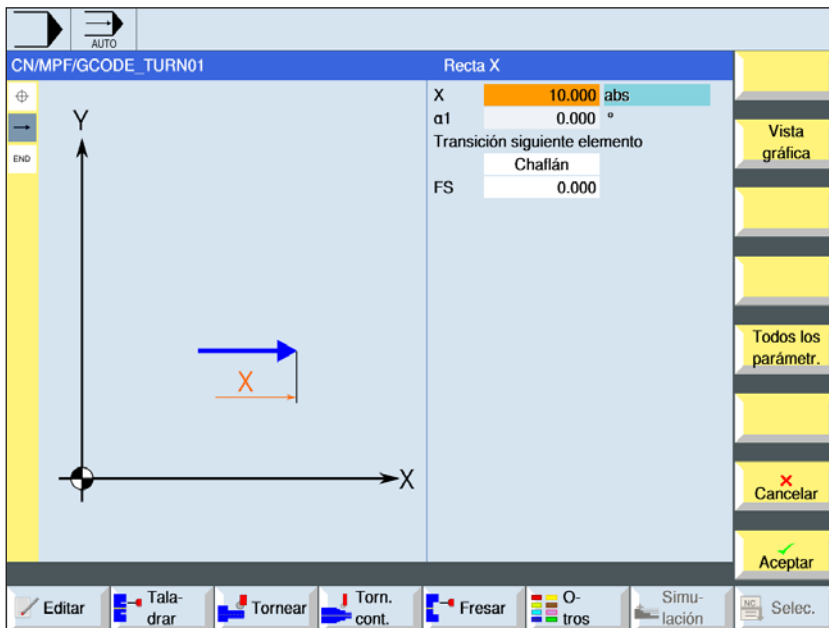 AUTO
CN/MPF/GCODE_TURN01
Recta X
END
Y
X
X
X 10.000 abs
α1 0.000 °
Transición siguiente elemento
Chaflán
FS 0.000
Vista
gráfica
Todos los
parámetr.
Cancelar
Aceptar
Editar
Tala-
drar
Tornear
Torn.
cont.
Fresar
O-
tros
Simu-
lación
NC
Selec.